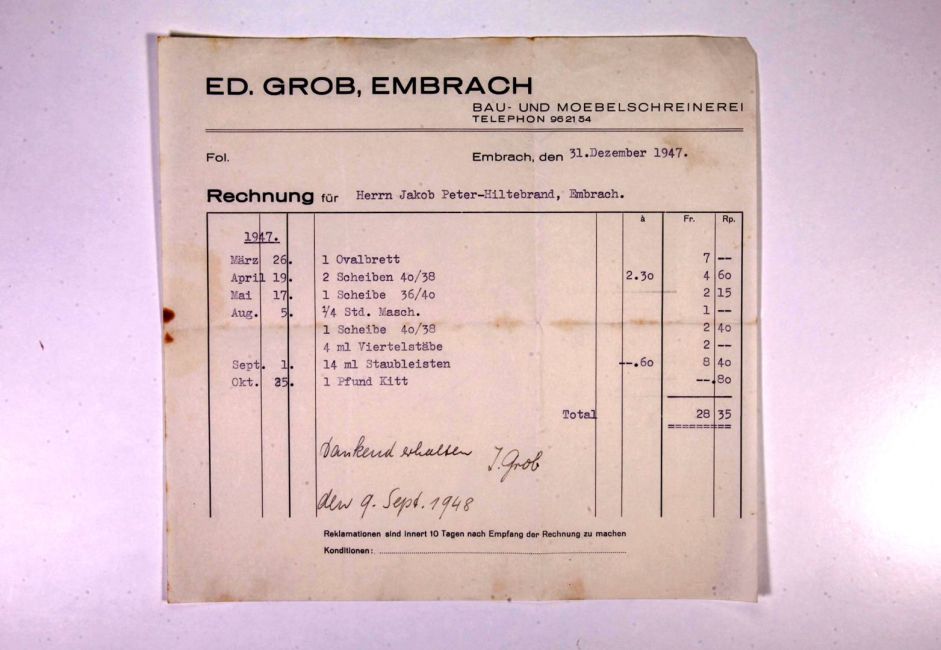 ED. GROB, EMBRACH
BAU- UND MOEBELSCHREINEREI
TELEPHON 96 21 54
Fol. Embrach, den 31.Dezember 1947.
Rechnung für Herrn Jakob Peter-Hiltebrand, Embrach.
à Fr. Rp.
1947.
März 26. 1 Ovalbrett 7 --
April 19. 2 Scheiben 40/38 2.30 4 60
Mai 17. 1 Scheibe 36/40 2 15
Aug. 5. 1/4 Std. Masch. 1 --
1 Scheibe 40/38 2 40
4 ml Viertelstäbe 2 --
Sept. 1. 14 ml Staubleisten --.60 8 40
Okt. 25. 1 Pfund Kitt --.80
Total 28 35
Dankend erhalten J. Grob
den 9. Sept. 1948
Reklamationen sind innert 10 Tagen nach Empfang der Rechnung zu machen
Konditionen: